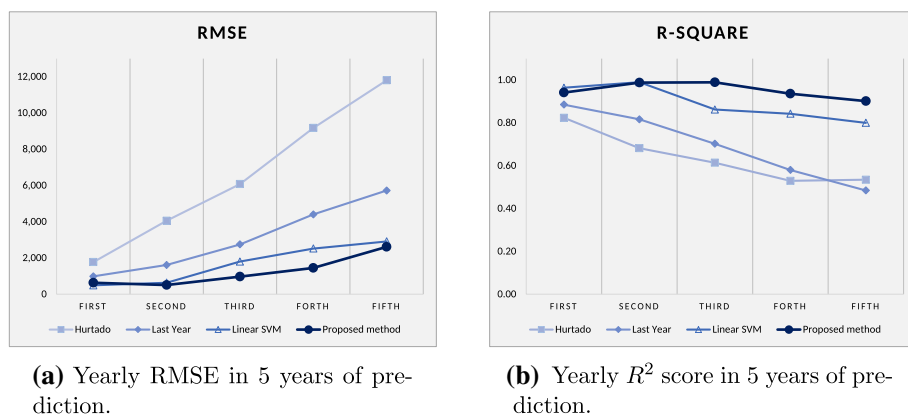 RMSE
12,000
10,000
8,000
6,000
4,000
2,000
0
FIRST SECOND THIRD FORTH FIFTH
Hurtado Last Year Linear SVM Proposed method
(a) Yearly RMSE in 5 years of pre-
diction.
R-SQUARE
1.00
0.80
0.60
0.40
0.20
0.00
FIRST SECOND THIRD FORTH FIFTH
Hurtado Last Year Linear SVM Proposed method
(b) Yearly R² score in 5 years of pre-
diction.